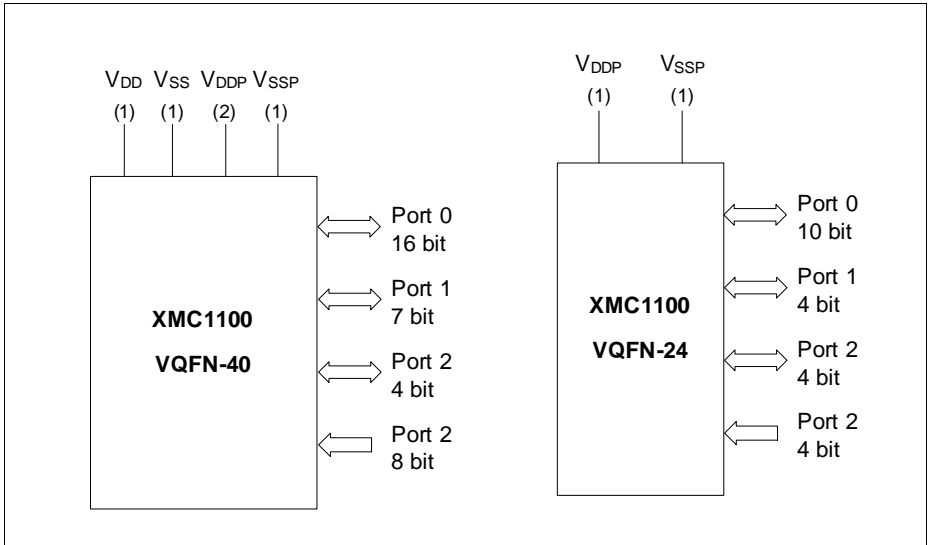 VDD VSS VDDP VSSP
(1) (1) (2) (1)
XMC1100
VQFN-40
Port 0
16 bit
Port 1
7 bit
Port 2
4 bit
Port 2
8 bit
VDDP VSSP
(1) (1)
XMC1100
VQFN-24
Port 0
10 bit
Port 1
4 bit
Port 2
4 bit
Port 2
4 bit